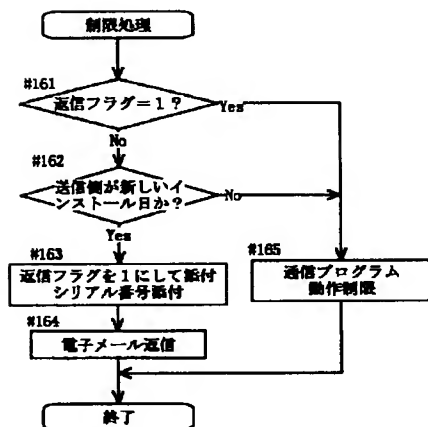 制限処理
#161
返信フラグ＝1？
Yes
No
#162
送信側が新しいイ
ンストール日か？
No
Yes
#163
返信フラグを1にして添付
シリアル番号添付
#165
通信プログラム
動作制限
#164
電子メール返信
終了